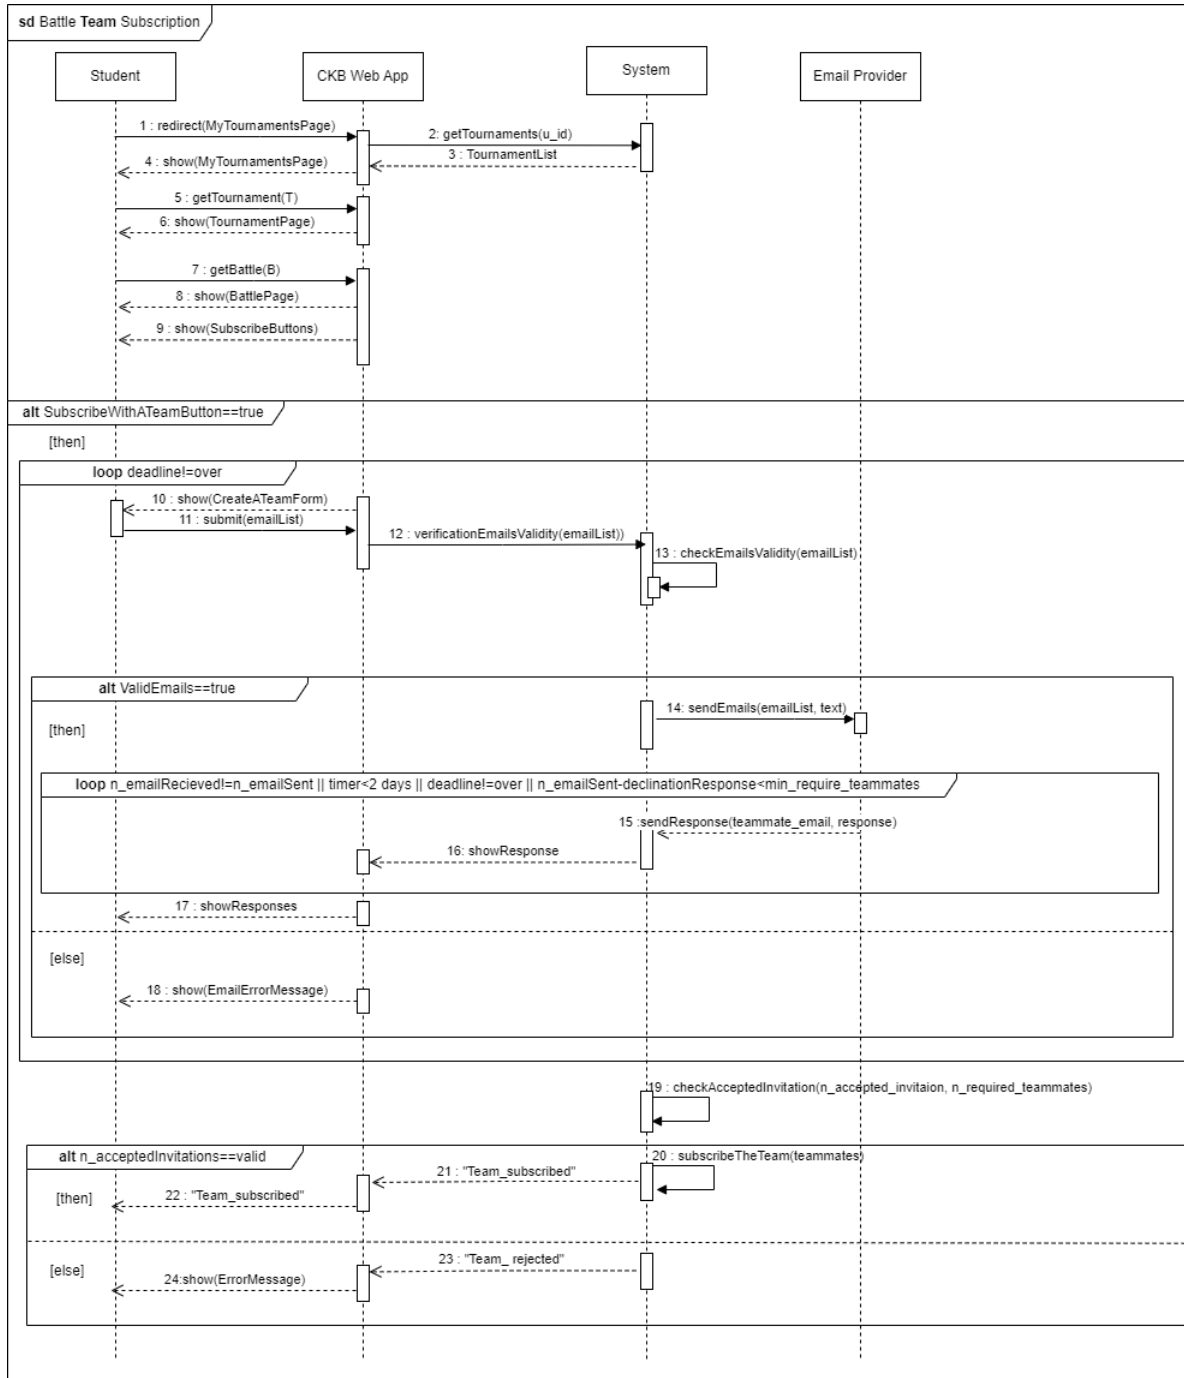 sd Battle Team Subscription
Student
CKB Web App
System
Email Provider
1 : redirect(MyTournamentsPage)
2: getTournaments(u_id)
3 : TournamentList
4 : show(MyTournamentsPage)
5 : getTournament(T)
6: show(TournamentPage)
7 : getBattle(B)
8 : show(BattlePage)
9 : show(SubscribeButtons)
alt SubscribeWithATeamButton==true
[then]
loop deadline!=over
10 : show(CreateATeamForm)
11 : submit(emailList)
12 : verificationEmailsValidity(emailList))
13 : checkEmailsValidity(emailList)
alt ValidEmails==true
[then]
14: sendEmails(emailList, text)
loop n_emailRecieved!=n_emailSent || timer<2 days || deadline!=over || n_emailSent-declinationResponse<min_require_teammates
15 :sendResponse(teammate_email, response)
16: showResponse
17 : showResponses
[else]
18 : show(EmailErrorMessage)
19 : checkAcceptedInvitation(n_accepted_invitaion, n_required_teammates)
alt n_acceptedInvitations==valid
20 : subscribeTheTeam(teammates)
21 : "Team_subscribed"
[then]
22 : "Team_subscribed"
23 : "Team_ rejected"
[else]
24:show(ErrorMessage)